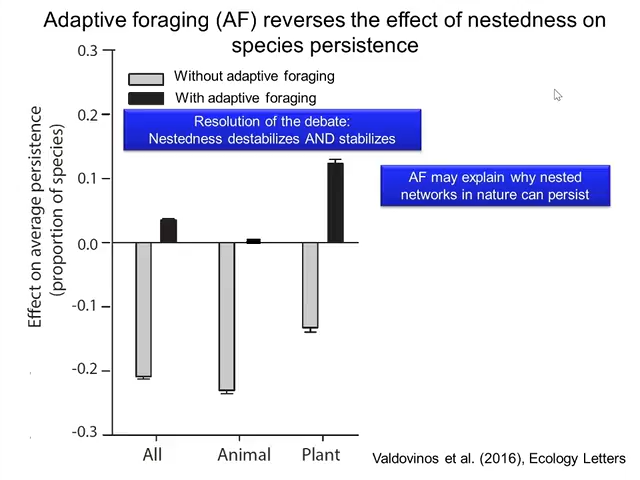 Adaptive foraging (AF) reverses the effect of nestedness on
species persistence
Effect on average persistence
(proportion of species)
0.3
0.2
0.1
0.0
-0.1
-0.2
-0.3
Without adaptive foraging
With adaptive foraging
Resolution of the debate:
Nestedness destabilizes AND stabilizes
AF may explain why nested
networks in nature can persist
All
Animal
Plant
Valdovinos et al. (2016), Ecology Letters